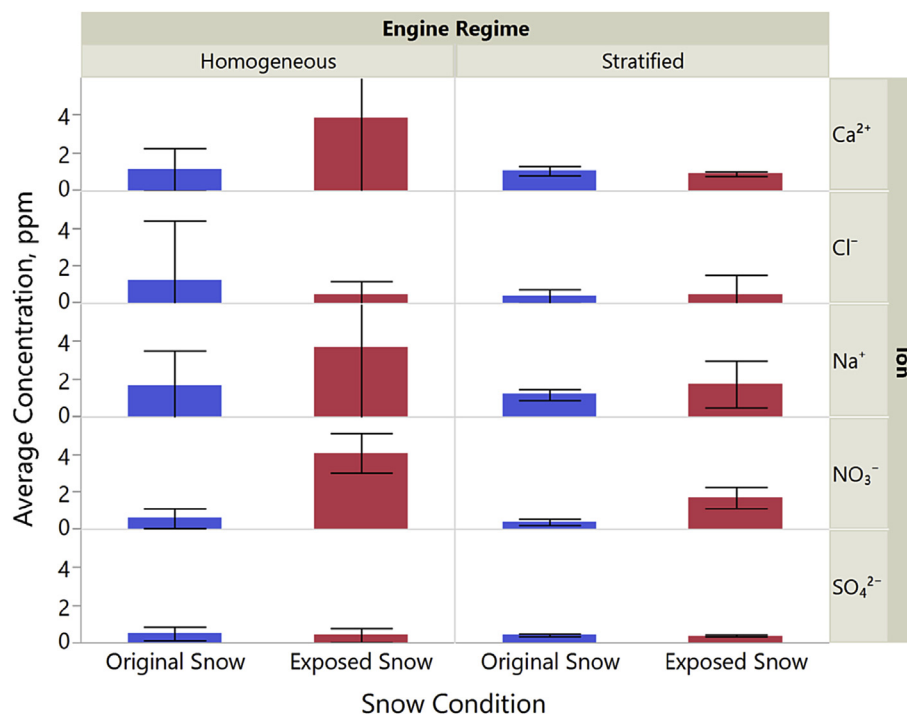 Engine Regime
Homogeneous Stratified
Average Concentration, ppm
4
2
0
Ca²⁺
4
2
0
Cl⁻
4
2
0
Na⁺
4
2
0
NO₃⁻
4
2
0
SO₄²⁻
Ion
Original Snow Exposed Snow Original Snow Exposed Snow
Snow Condition